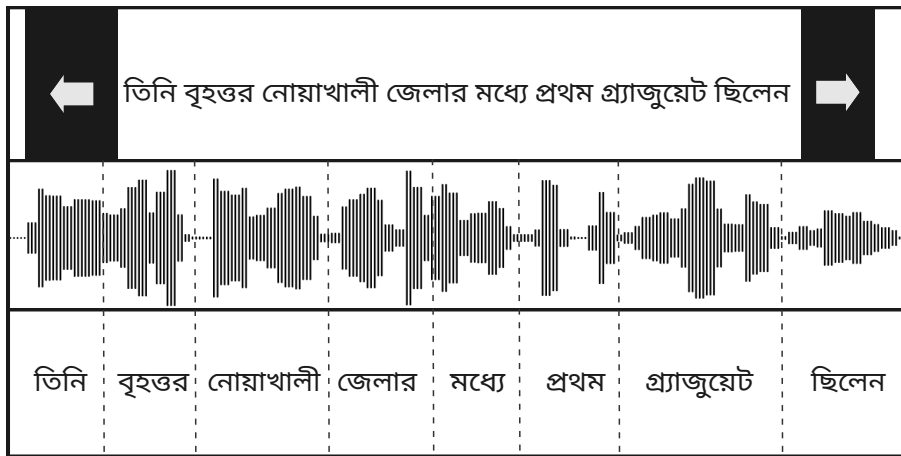 তিনি বৃহত্তর নোয়াখালী জেলার মধ্যে প্রথম গ্র্যাজুয়েট ছিলেন
তিনি বৃহত্তর নোয়াখালী জেলার মধ্যে প্রথম গ্র্যাজুয়েট ছিলেন